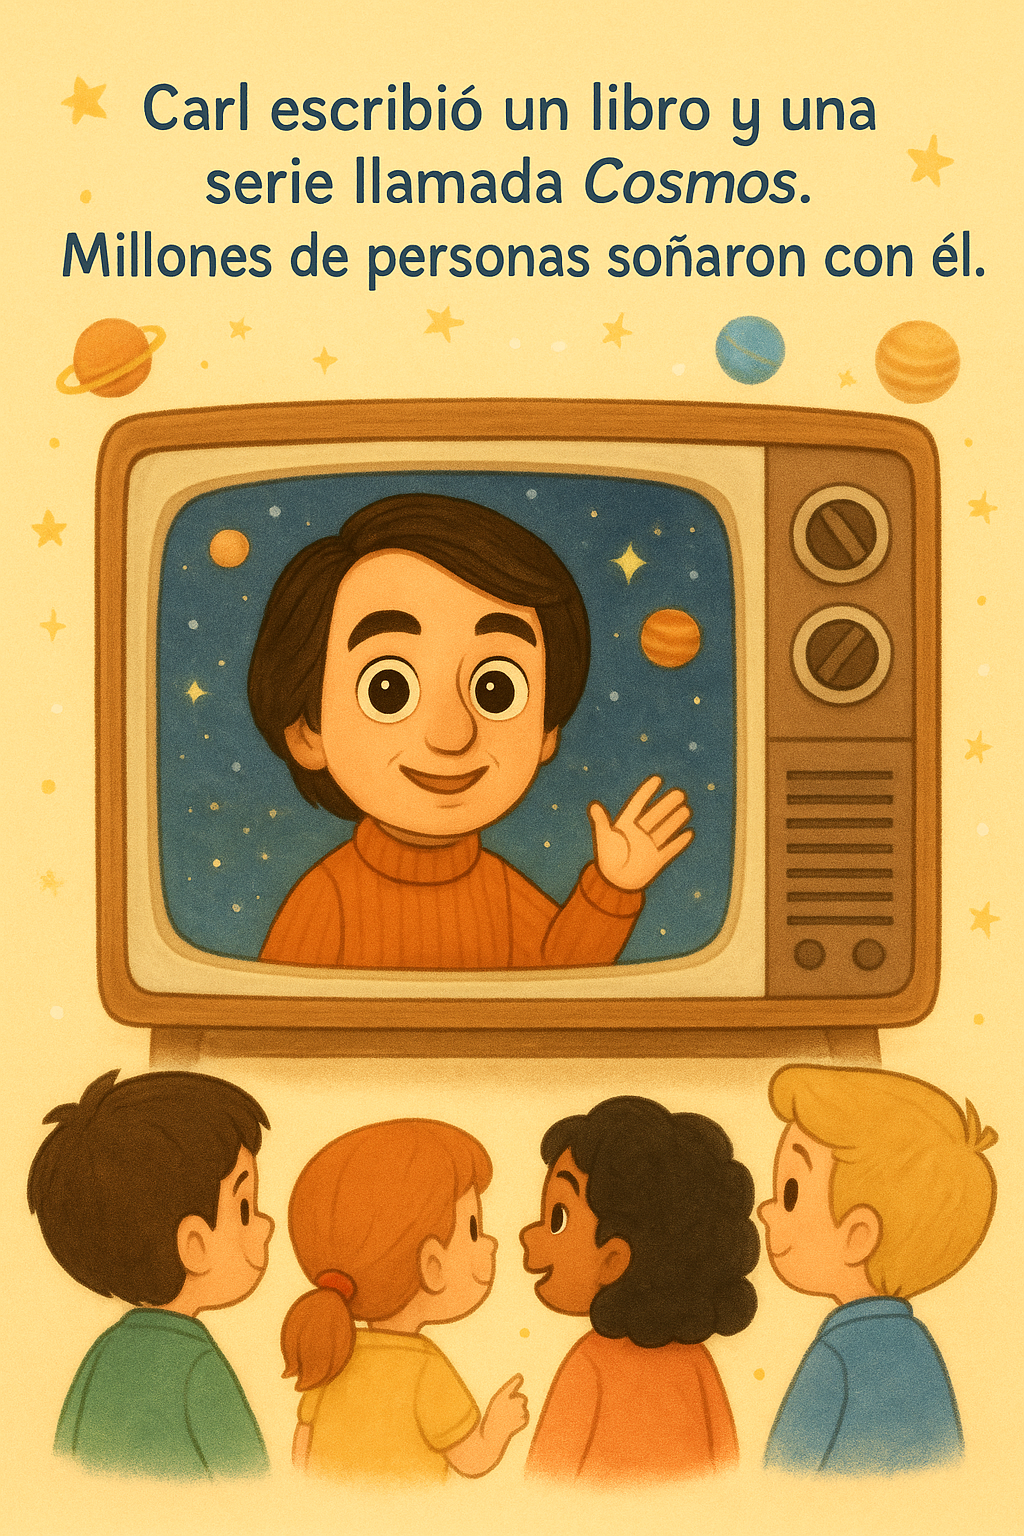 Carl escribió un libro y una
serie llamada Cosmos.
Millones de personas soñaron con él.